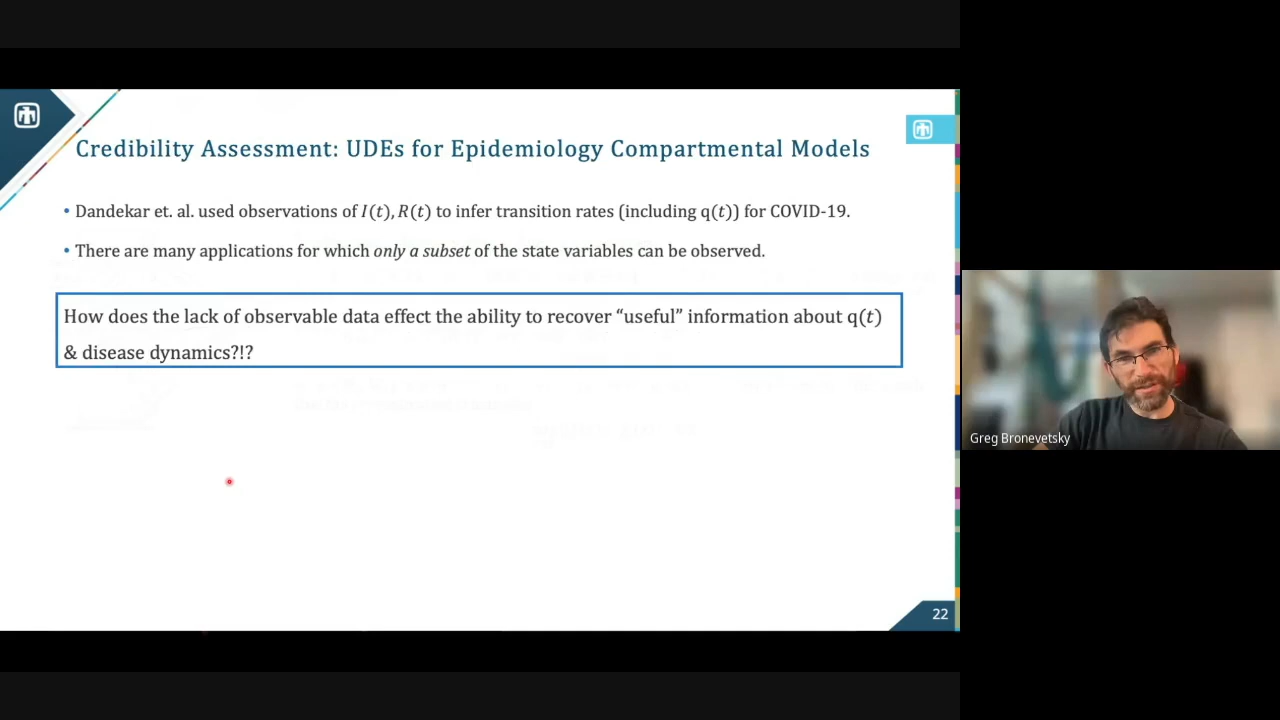 Credibility Assessment: UDEs for Epidemiology Compartmental Models
• Dandekar et. al. used observations of I(t), R(t) to infer transition rates (including q(t)) for COVID-19.
• There are many applications for which only a subset of the state variables can be observed.
How does the lack of observable data effect the ability to recover “useful” information about q(t)
& disease dynamics?!?
Greg Bronevetsky
22